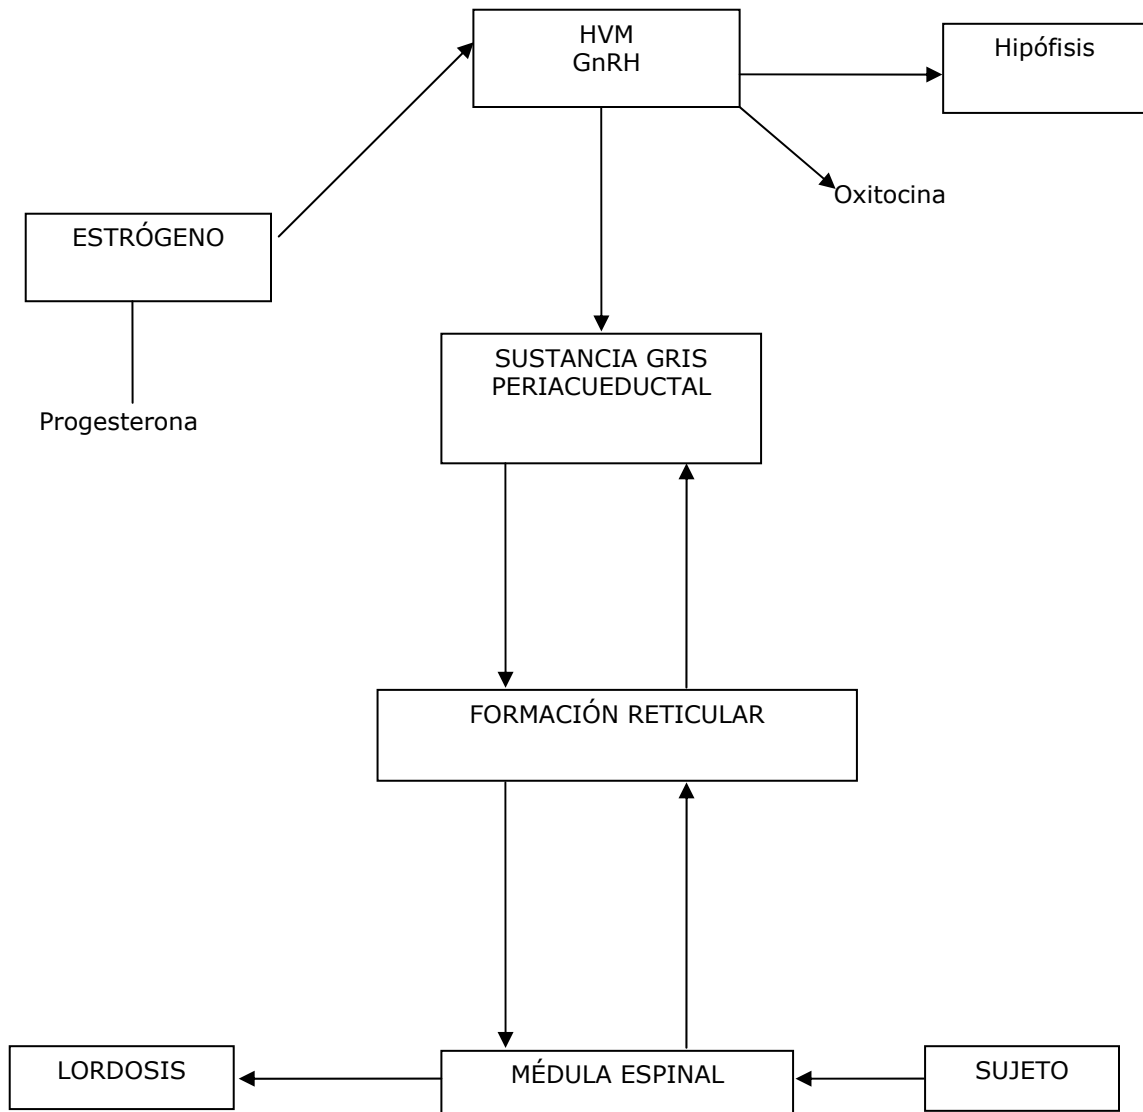 HVM
GnRH
Hipófisis
Oxitocina
ESTRÓGENO
SUSTANCIA GRIS
PERIACUEDUCTAL
Progesterona
FORMACIÓN RETICULAR
LORDOSIS
MÉDULA ESPINAL
SUJETO